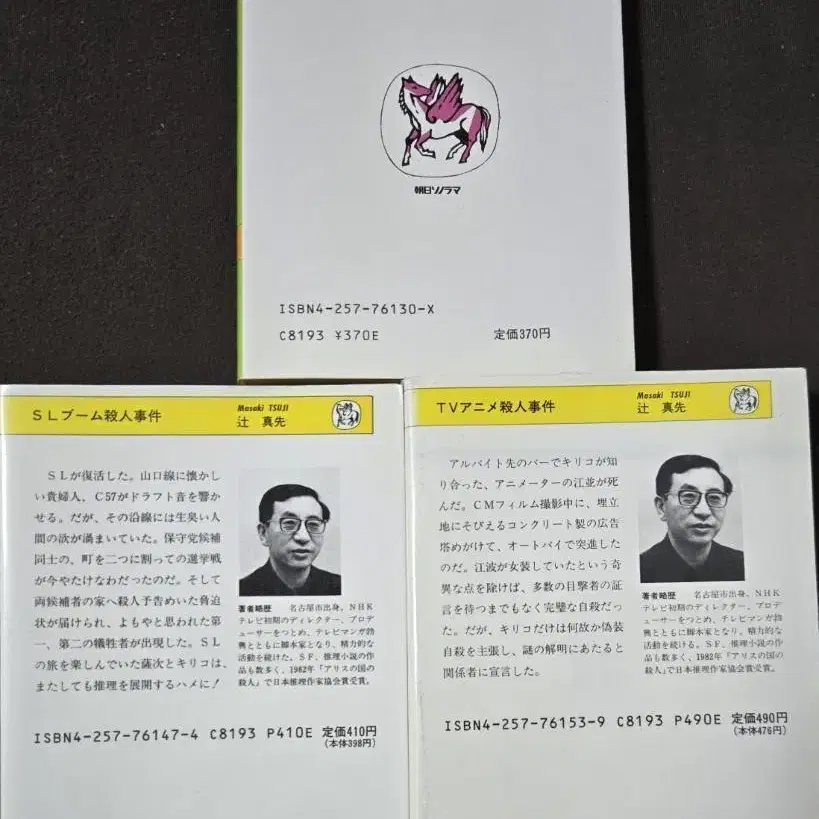 朝日ソノラマ
ISBN4-257-76130-X
C8193 ¥370E 定価370円
SLブーム殺人事件
Masaki TSUJI
辻 真先
SLが復活した。山口線に懐かし
い貴婦人、C57がドラフト音を響か
せる。だが、その沿線には生臭い人
間の欲が渦まいていた。保守党候補
同士の、町を二つに割っての選挙戦
が今やたけなわだったのだ。そして
両候補者の家へ殺人予告めいた脅迫
状が届けられ、よもやと思われた第
一、第二の犠牲者が出現した。SL
の旅を楽しんでいた薩次とキリコは、
またしても推理を展開するハメに!
著者略歴 名古屋市出身。NHK
テレビ初期のディレクター、プロデ
ューサーをつとめ、テレビマンガ勃
興とともに脚本家となり、精力的な
活動を続けた。SF、推理小説の作
品も数多く、1982年「アリスの国の
殺人」で日本推理作家協会賞受賞。
ISBN4-257-76147-4 C8193 P410E 定価410円
(本体398円)
TVアニメ殺人事件
Masaki TSUJI
辻 真先
アルバイト先のバーでキリコが知
り合った、アニメーターの江並が死
んだ。CMフィルム撮影中に、埋立
地にそびえるコンクリート製の広告
塔めがけて、オートバイで突進した
のだ。江波が女装していたという奇
異な点を除けば、多数の目撃者の証
言を待つまでもなく完璧な自殺だっ
た。だが、キリコだけは何故か偽装
自殺を主張し、謎の解明にあたると
関係者に宣言した。
著者略歴 名古屋市出身。NHK
テレビ初期のディレクター、プロデ
ューサーをつとめ、テレビマンガ勃
興とともに脚本家となり、精力的な
活動を続ける。SF、推理小説の作
品も数多く、1982年「アリスの国の
殺人」で日本推理作家協会賞受賞。
ISBN4-257-76153-9 C8193 P490E 定価490円
(本体476円)